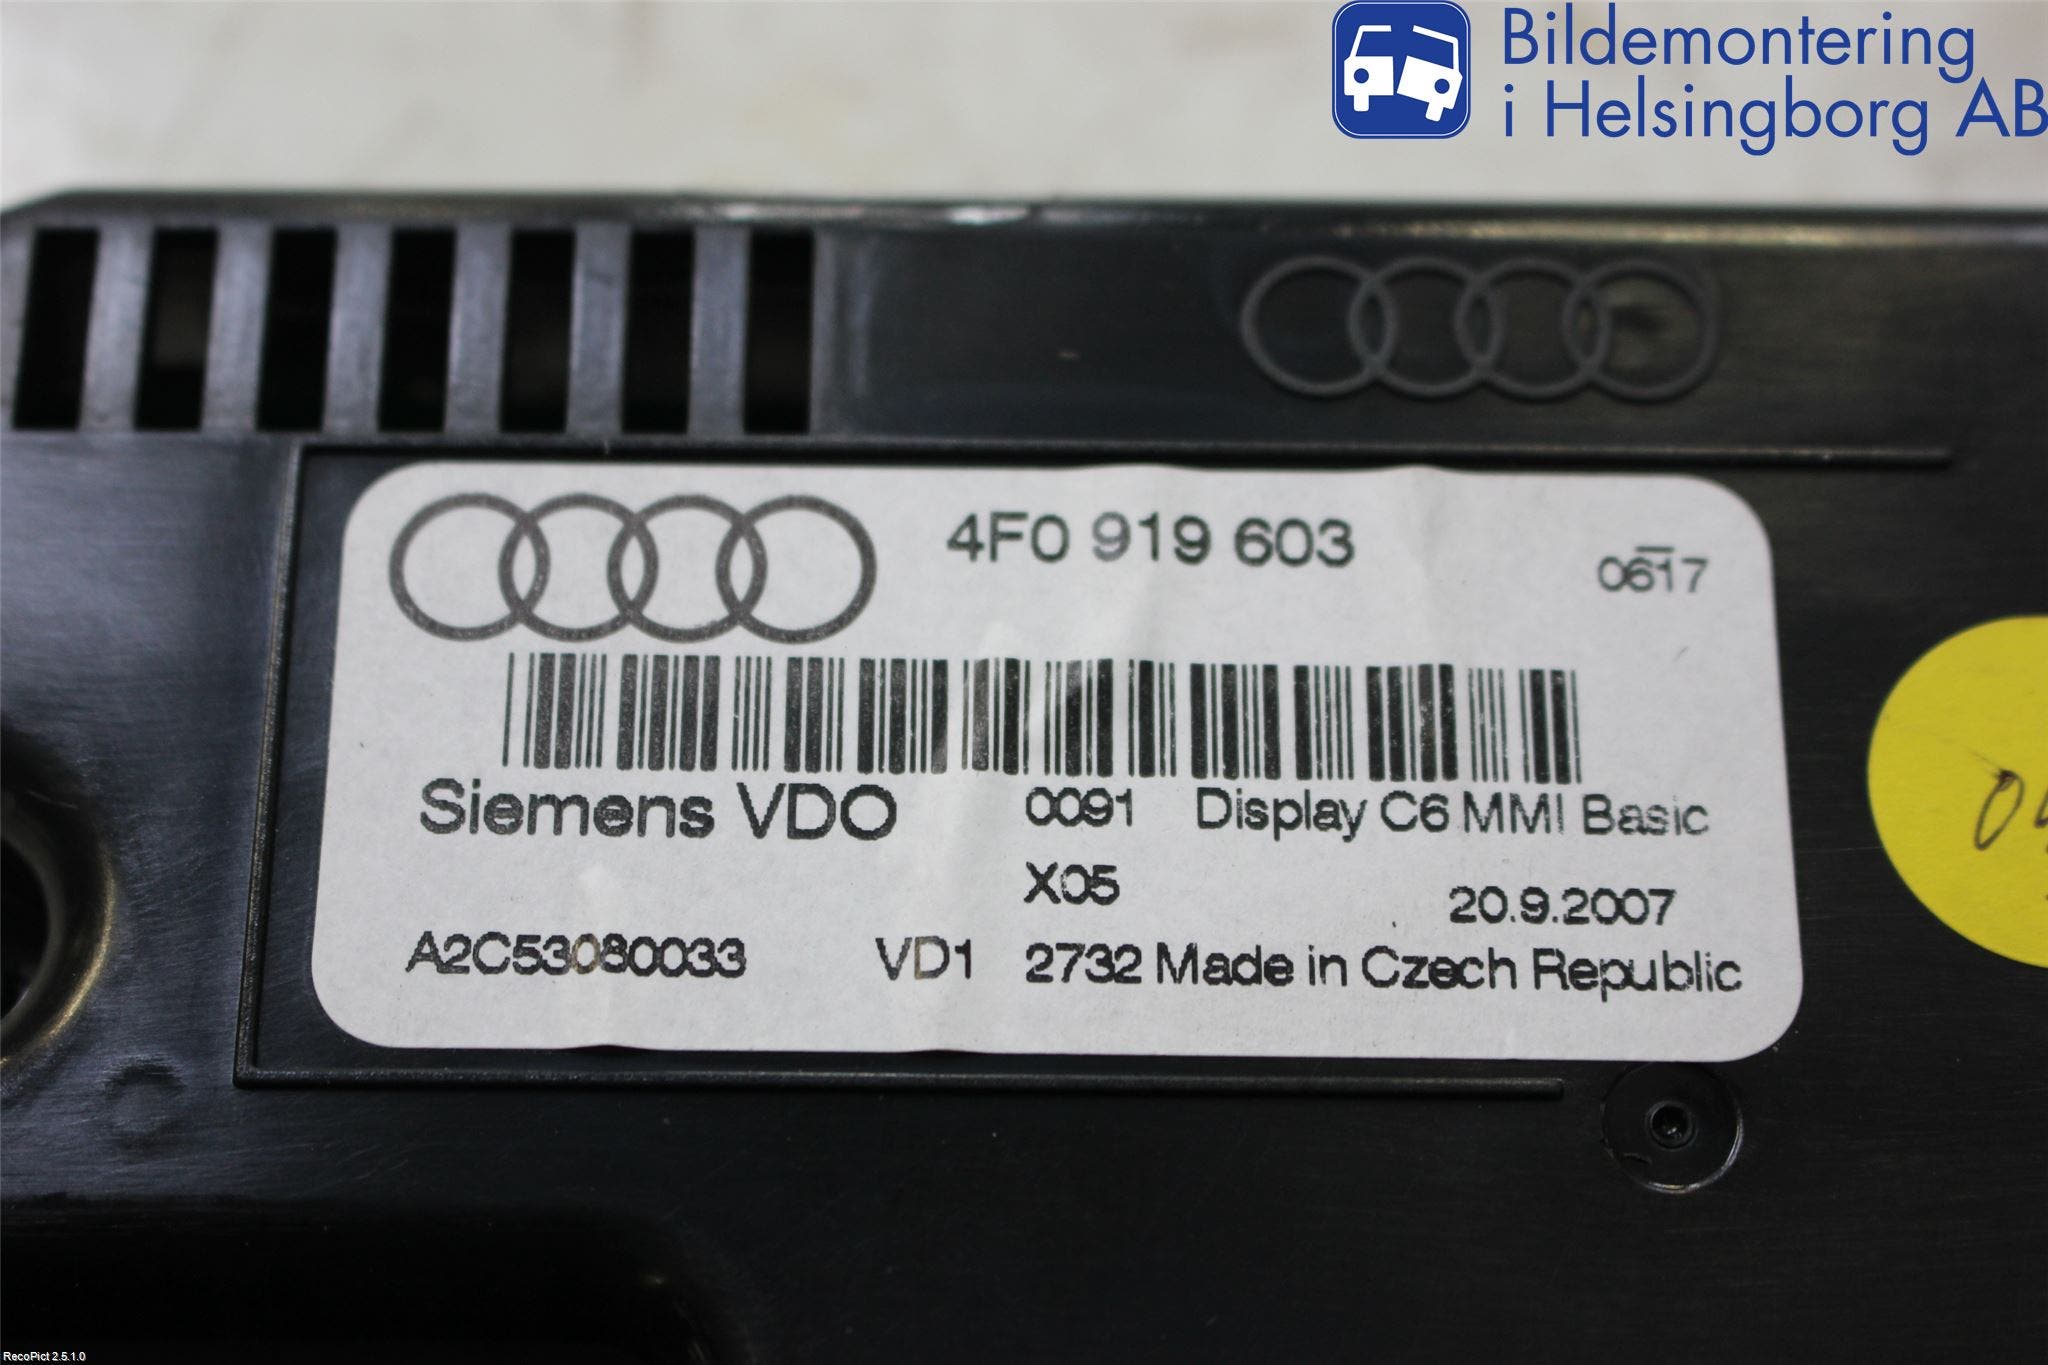 Bildemontering
i Helsingborg AB
4F0 919 603
0617
Siemens VDO
0091 Display C6 MMI Basic
X05
20.9.2007
A2C53080033 VD1 2732 Made in Czech Republic
RecoPict 2.5.1.0